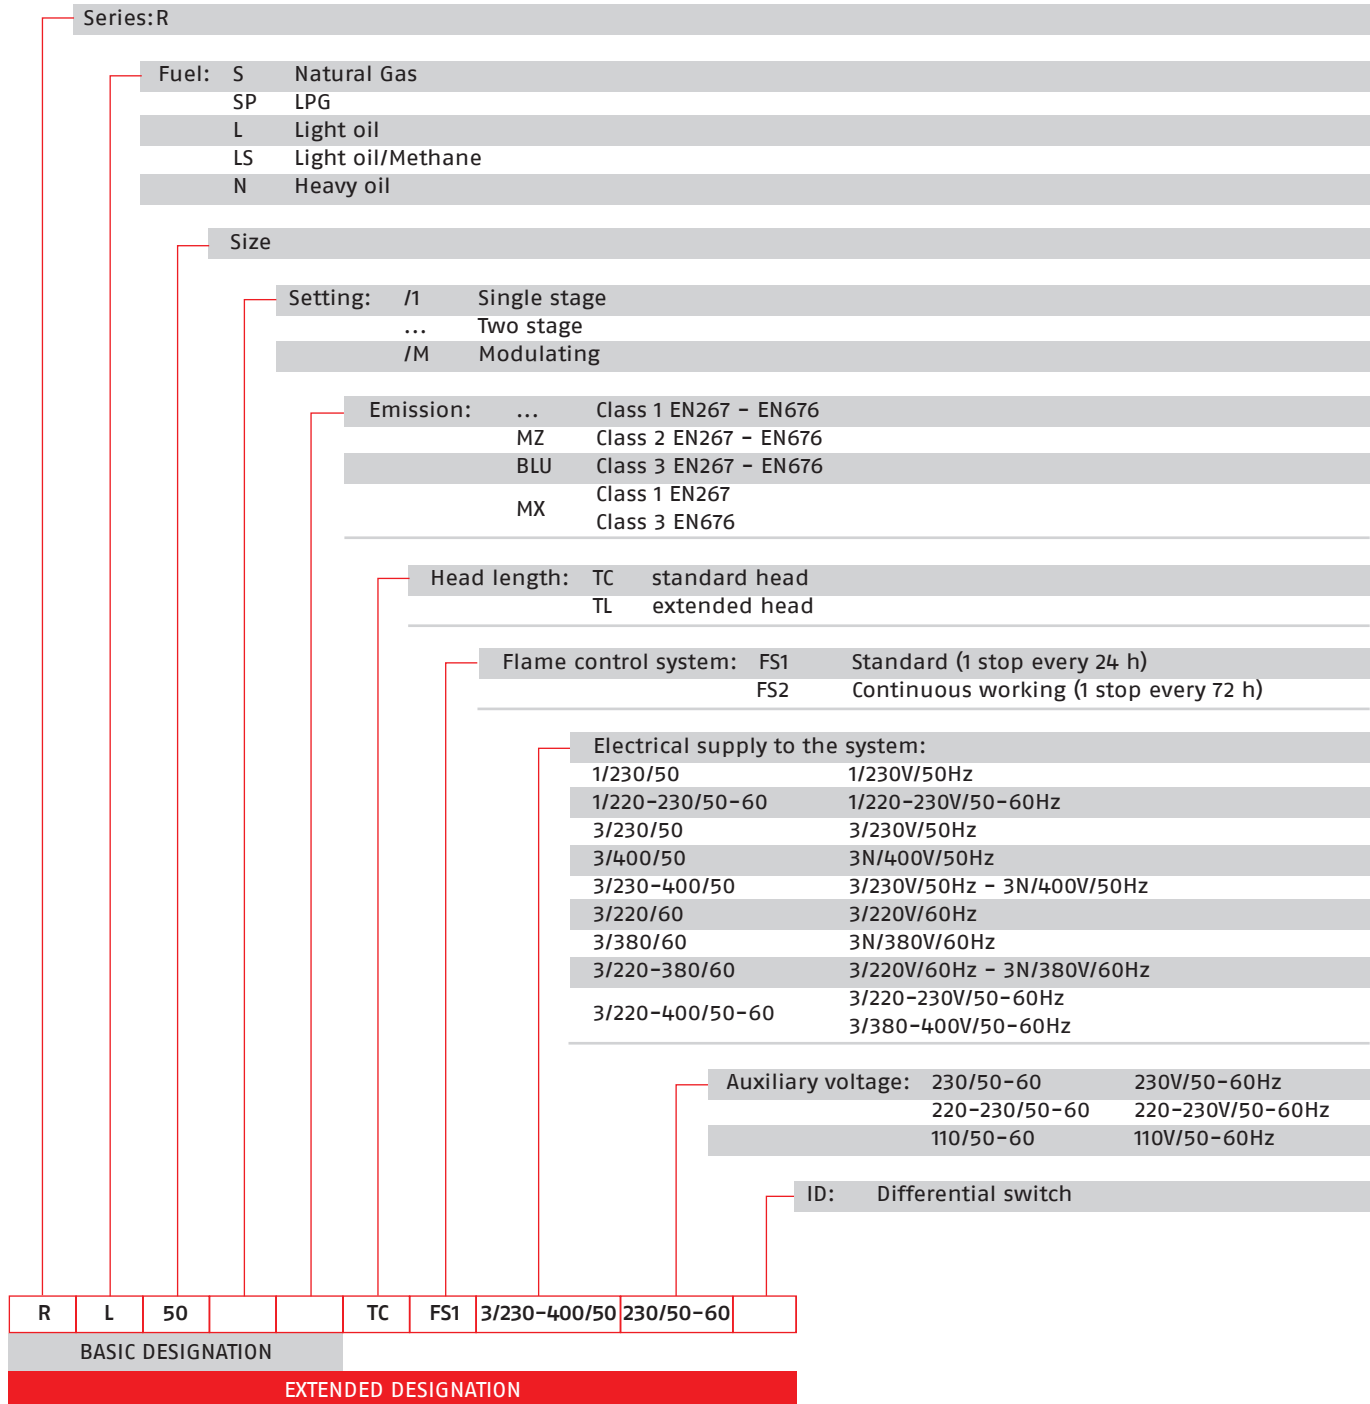 Series: R
Fuel: S Natural Gas
SP LPG
L Light oil
LS Light oil/Methane
N Heavy oil
Size
Setting: /1 Single stage
... Two stage
/M Modulating
Emission: ... Class 1 EN267 - EN676
MZ Class 2 EN267 - EN676
BLU Class 3 EN267 - EN676
MX Class 1 EN267
Class 3 EN676
Head length: TC standard head
TL extended head
Flame control system: FS1 Standard (1 stop every 24 h)
FS2 Continuous working (1 stop every 72 h)
Electrical supply to the system:
1/230/50 1/230V/50Hz
1/220-230/50-60 1/220-230V/50-60Hz
3/230/50 3/230V/50Hz
3/400/50 3N/400V/50Hz
3/230-400/50 3/230V/50Hz - 3N/400V/50Hz
3/220/60 3/220V/60Hz
3/380/60 3N/380V/60Hz
3/220-380/60 3/220V/60Hz - 3N/380V/60Hz
3/220-400/50-60 3/220-230V/50-60Hz
3/380-400V/50-60Hz
Auxiliary voltage: 230/50-60 230V/50-60Hz
220-230/50-60 220-230V/50-60Hz
110/50-60 110V/50-60Hz
ID: Differential switch
R L 50 TC FS1 3/230-400/50 230/50-60
BASIC DESIGNATION
EXTENDED DESIGNATION